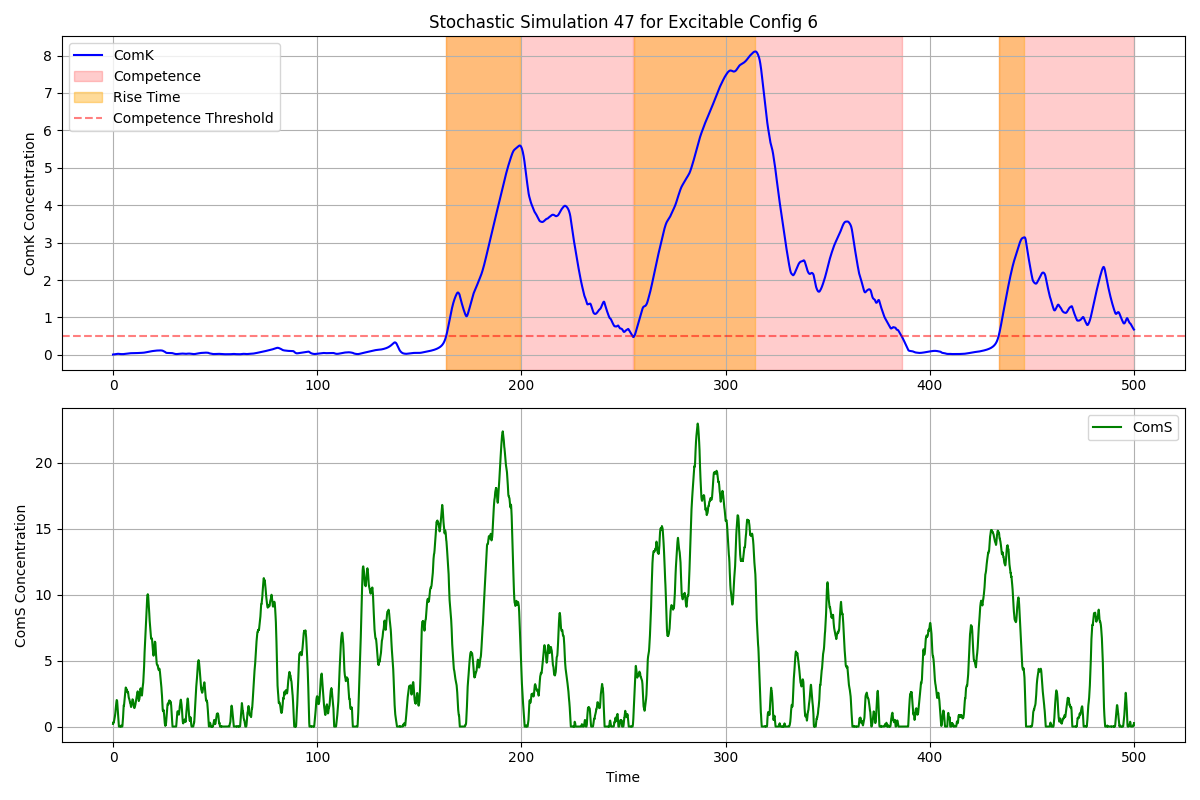 Stochastic Simulation 47 for Excitable Config 6
ComK Concentration
8
7
6
5
4
3
2
1
0
ComK
Competence
Rise Time
Competence Threshold
0 100 200 300 400 500
ComS Concentration
20
15
10
5
0
ComS
0 100 200 300 400 500
Time